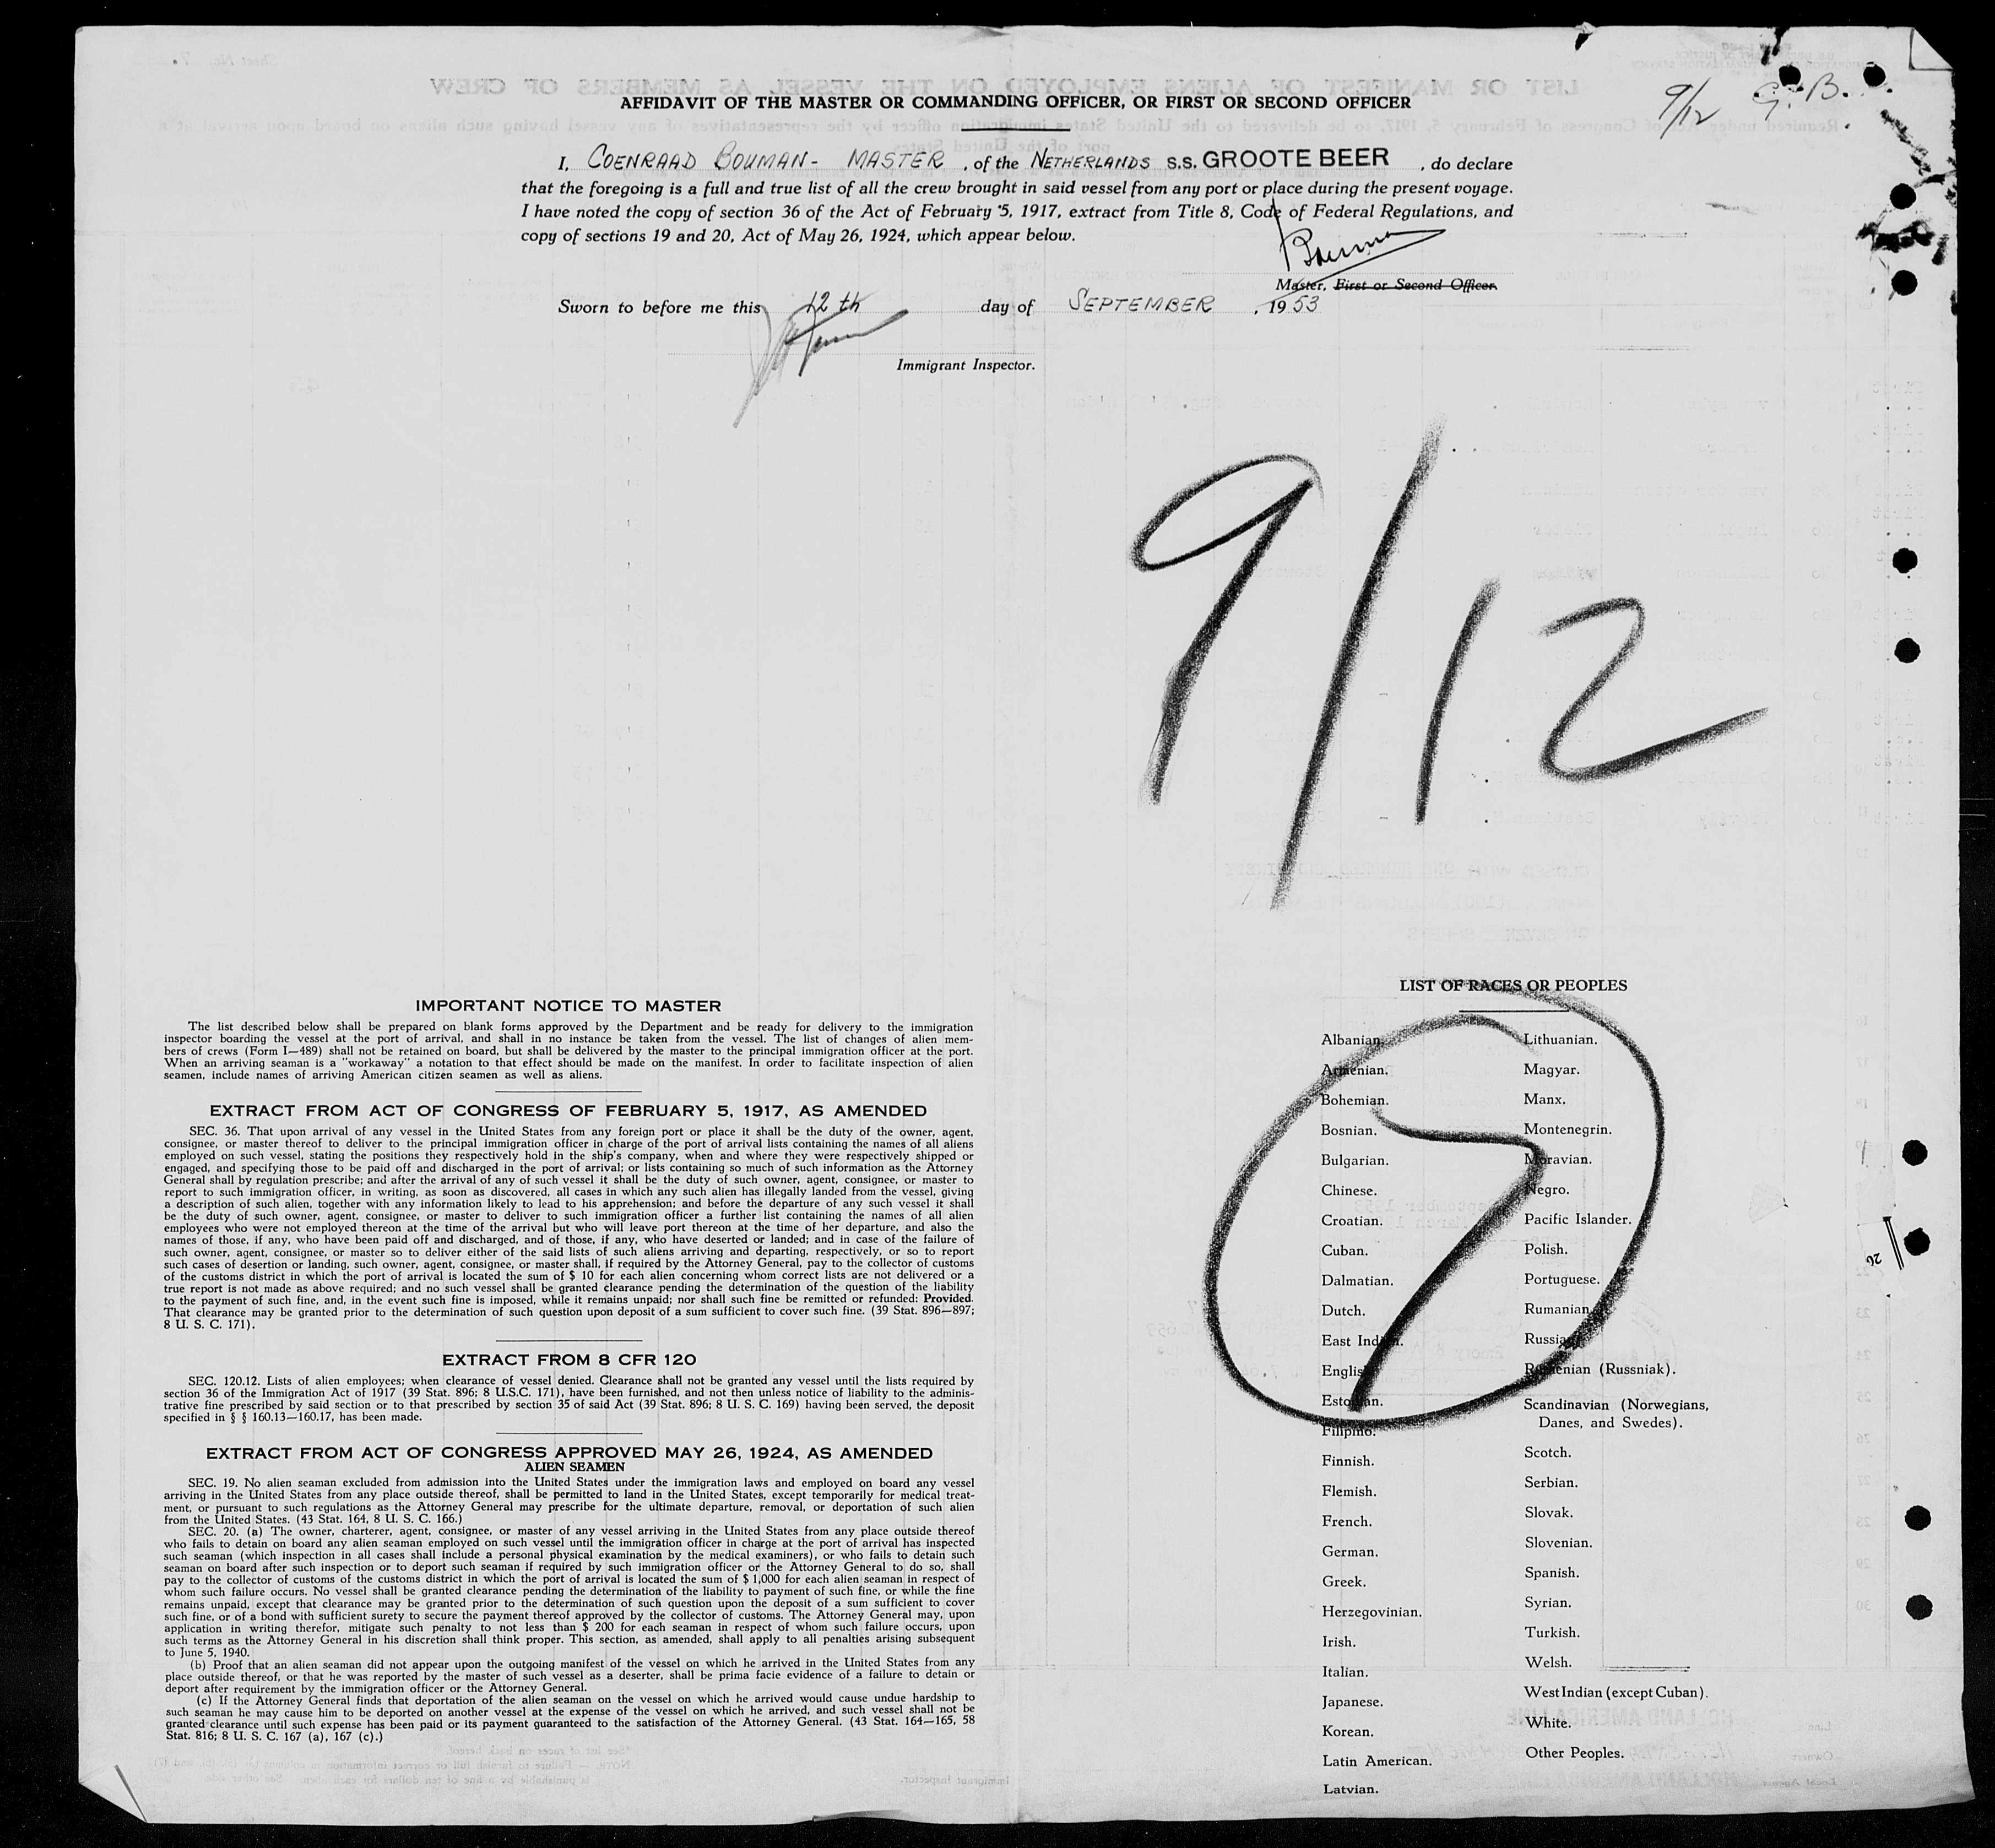 9/12 G. B.
AFFIDAVIT OF THE MASTER OR COMMANDING OFFICER, OR FIRST OR SECOND OFFICER
I, COENRAAD BOUMAN - MASTER, of the NETHERLANDS S.S. GROOTE BEER, do declare
that the foregoing is a full and true list of all the crew brought in said vessel from any port or place during the present voyage.
I have noted the copy of section 36 of the Act of February 5, 1917, extract from Title 8, Code of Federal Regulations, and
copy of sections 19 and 20, Act of May 26, 1924, which appear below.
Bouman
Master, First or Second Officer.
Sworn to before me this 12th day of SEPTEMBER, 1953
Immigrant Inspector.
9/12
IMPORTANT NOTICE TO MASTER
The list described below shall be prepared on blank forms approved by the Department and be ready for delivery to the immigration
inspector boarding the vessel at the port of arrival, and shall in no instance be taken from the vessel. The list of changes of alien mem-
bers of crews (Form I—489) shall not be retained on board, but shall be delivered by the master to the principal immigration officer at the port.
When an arriving seaman is a "workaway" a notation to that effect should be made on the manifest. In order to facilitate inspection of alien
seamen, include names of arriving American citizen seamen as well as aliens.
EXTRACT FROM ACT OF CONGRESS OF FEBRUARY 5, 1917, AS AMENDED
SEC. 36. That upon arrival of any vessel in the United States from any foreign port or place it shall be the duty of the owner, agent,
consignee, or master thereof to deliver to the principal immigration officer in charge of the port of arrival lists containing the names of all aliens
employed on such vessel, stating the positions they respectively hold in the ship's company, when and where they were respectively shipped or
engaged, and specifying those to be paid off and discharged in the port of arrival; or lists containing so much of such information as the Attorney
General shall by regulation prescribe; and after the arrival of any of such vessel it shall be the duty of such owner, agent, consignee, or master to
report to such immigration officer, in writing, as soon as discovered, all cases in which any such alien has illegally landed from the vessel, giving
a description of such alien, together with any information likely to lead to his apprehension; and before the departure of any such vessel it shall
be the duty of such owner, agent, consignee, or master to deliver to such immigration officer a further list containing the names of all alien
employees who were not employed thereon at the time of the arrival but who will leave port thereon at the time of her departure, and also the
names of those, if any, who have been paid off and discharged, and of those, if any, who have deserted or landed; and in case of the failure of
such owner, agent, consignee, or master so to deliver either of the said lists of such aliens arriving and departing, respectively, or so to report
such cases of desertion or landing, such owner, agent, consignee, or master shall, if required by the Attorney General, pay to the collector of customs
of the customs district in which the port of arrival is located the sum of $ 10 for each alien concerning whom correct lists are not delivered or a
true report is not made as above required; and no such vessel shall be granted clearance pending the determination of the question of the liability
to the payment of such fine, and, in the event such fine is imposed, while it remains unpaid; nor shall such fine be remitted or refunded: Provided.
That clearance may be granted prior to the determination of such question upon deposit of a sum sufficient to cover such fine. (39 Stat. 896—897;
8 U. S. C. 171).
EXTRACT FROM 8 CFR 120
SEC. 120.12. Lists of alien employees; when clearance of vessel denied. Clearance shall not be granted any vessel until the lists required by
section 36 of the Immigration Act of 1917 (39 Stat. 896; 8 U.S.C. 171), have been furnished, and not then unless notice of liability to the adminis-
trative fine prescribed by said section or to that prescribed by section 35 of said Act (39 Stat. 896; 8 U. S. C. 169) having been served, the deposit
specified in § § 160.13—160.17, has been made.
EXTRACT FROM ACT OF CONGRESS APPROVED MAY 26, 1924, AS AMENDED
ALIEN SEAMEN
SEC. 19. No alien seaman excluded from admission into the United States under the immigration laws and employed on board any vessel
arriving in the United States from any place outside thereof, shall be permitted to land in the United States, except temporarily for medical treat-
ment, or pursuant to such regulations as the Attorney General may prescribe for the ultimate departure, removal, or deportation of such alien
from the United States. (43 Stat. 164, 8 U. S. C. 166.)
SEC. 20. (a) The owner, charterer, agent, consignee, or master of any vessel arriving in the United States from any place outside thereof
who fails to detain on board any alien seaman employed on such vessel until the immigration officer in charge at the port of arrival has inspected
such seaman (which inspection in all cases shall include a personal physical examination by the medical examiners), or who fails to detain such
seaman on board after such inspection or to deport such seaman if required by such immigration officer or the Attorney General to do so, shall
pay to the collector of customs of the customs district in which the port of arrival is located the sum of $ 1,000 for each alien seaman in respect of
whom such failure occurs. No vessel shall be granted clearance pending the determination of the liability to payment of such fine, or while the fine
remains unpaid, except that clearance may be granted prior to the determination of such question upon the deposit of a sum sufficient to cover
such fine, or of a bond with sufficient surety to secure the payment thereof approved by the collector of customs. The Attorney General may, upon
application in writing therefor, mitigate such penalty to not less than $ 200 for each seaman in respect of whom such failure occurs, upon
such terms as the Attorney General in his discretion shall think proper. This section, as amended, shall apply to all penalties arising subsequent
to June 5, 1940.
(b) Proof that an alien seaman did not appear upon the outgoing manifest of the vessel on which he arrived in the United States from any
place outside thereof, or that he was reported by the master of such vessel as a deserter, shall be prima facie evidence of a failure to detain or
deport after requirement by the immigration officer or the Attorney General.
(c) If the Attorney General finds that deportation of the alien seaman on the vessel on which he arrived would cause undue hardship to
such seaman he may cause him to be deported on another vessel at the expense of the vessel on which he arrived, and such vessel shall not be
granted clearance until such expense has been paid or its payment guaranteed to the satisfaction of the Attorney General. (43 Stat. 164—165, 58
Stat. 816; 8 U. S. C. 167 (a), 167 (c).)
LIST OF RACES OR PEOPLES
7
Albanian.
Armenian.
Bohemian.
Bosnian.
Bulgarian.
Chinese.
Croatian.
Cuban.
Dalmatian.
Dutch.
East Indian.
English.
Estonian.
Filipino.
Finnish.
Flemish.
French.
German.
Greek.
Herzegovinian.
Irish.
Italian.
Japanese.
Korean.
Latin American.
Latvian.
Lithuanian.
Magyar.
Manx.
Montenegrin.
Moravian.
Negro.
Pacific Islander.
Polish.
Portuguese.
Rumanian.
Russian.
Ruthenian (Russniak).
Scandinavian (Norwegians,
Danes, and Swedes).
Scotch.
Serbian.
Slovak.
Slovenian.
Spanish.
Syrian.
Turkish.
Welsh.
West Indian (except Cuban).
White.
Other Peoples.